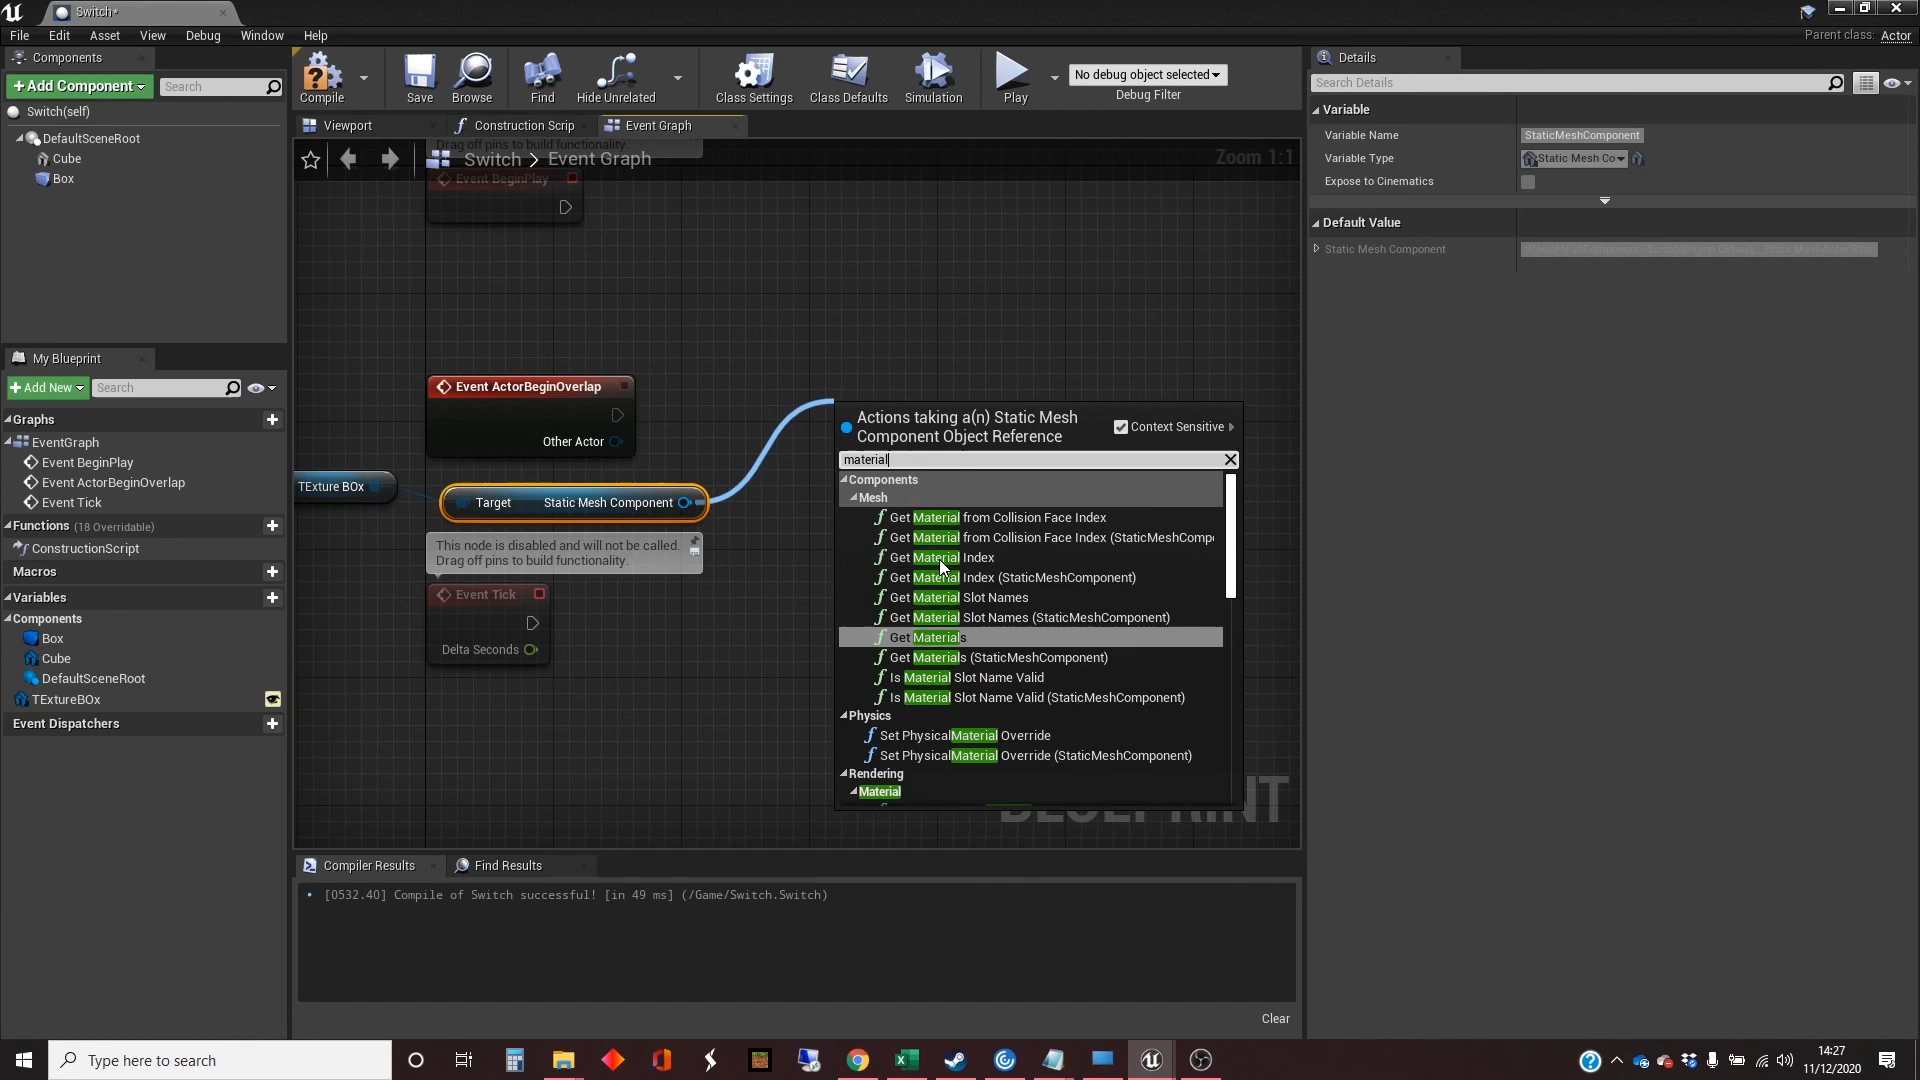 Switch*
File Edit Asset View Debug Window Help
Parent class: Actor
Components
+Add Component
Search
Switch(self)
DefaultSceneRoot
Cube
Box
Compile
Save
Browse
Find
Hide Unrelated
Class Settings
Class Defaults
Simulation
Play
No debug object selected
Debug Filter
Viewport
Construction Scrip
Event Graph
Drag off pins to build functionality.
Switch > Event Graph
Zoom 1:1
Event BeginPlay
Event ActorBeginOverlap
Other Actor
TExture BOx
Target Static Mesh Component
This node is disabled and will not be called.
Drag off pins to build functionality.
Event Tick
Delta Seconds
Actions taking a(n) Static Mesh
Component Object Reference
Context Sensitive
material
Components
Mesh
Get Material from Collision Face Index
Get Material from Collision Face Index (StaticMeshCompo
Get Material Index
Get Material Index (StaticMeshComponent)
Get Material Slot Names
Get Material Slot Names (StaticMeshComponent)
Get Materials
Get Materials (StaticMeshComponent)
Is Material Slot Name Valid
Is Material Slot Name Valid (StaticMeshComponent)
Physics
Set PhysicalMaterial Override
Set PhysicalMaterial Override (StaticMeshComponent)
Rendering
Material
BLUEPRINT
My Blueprint
+Add New
Search
Graphs
EventGraph
Event BeginPlay
Event ActorBeginOverlap
Event Tick
Functions (18 Overridable)
ConstructionScript
Macros
Variables
Components
Box
Cube
DefaultSceneRoot
TExtureBOx
Event Dispatchers
Compiler Results
Find Results
[0532.40] Compile of Switch successful! [in 49 ms] (/Game/Switch.Switch)
Clear
Details
Search Details
Variable
Variable Name StaticMeshComponent
Variable Type Static Mesh Co
Expose to Cinematics
Default Value
Static Mesh Component
Type here to search
14:27
11/12/2020